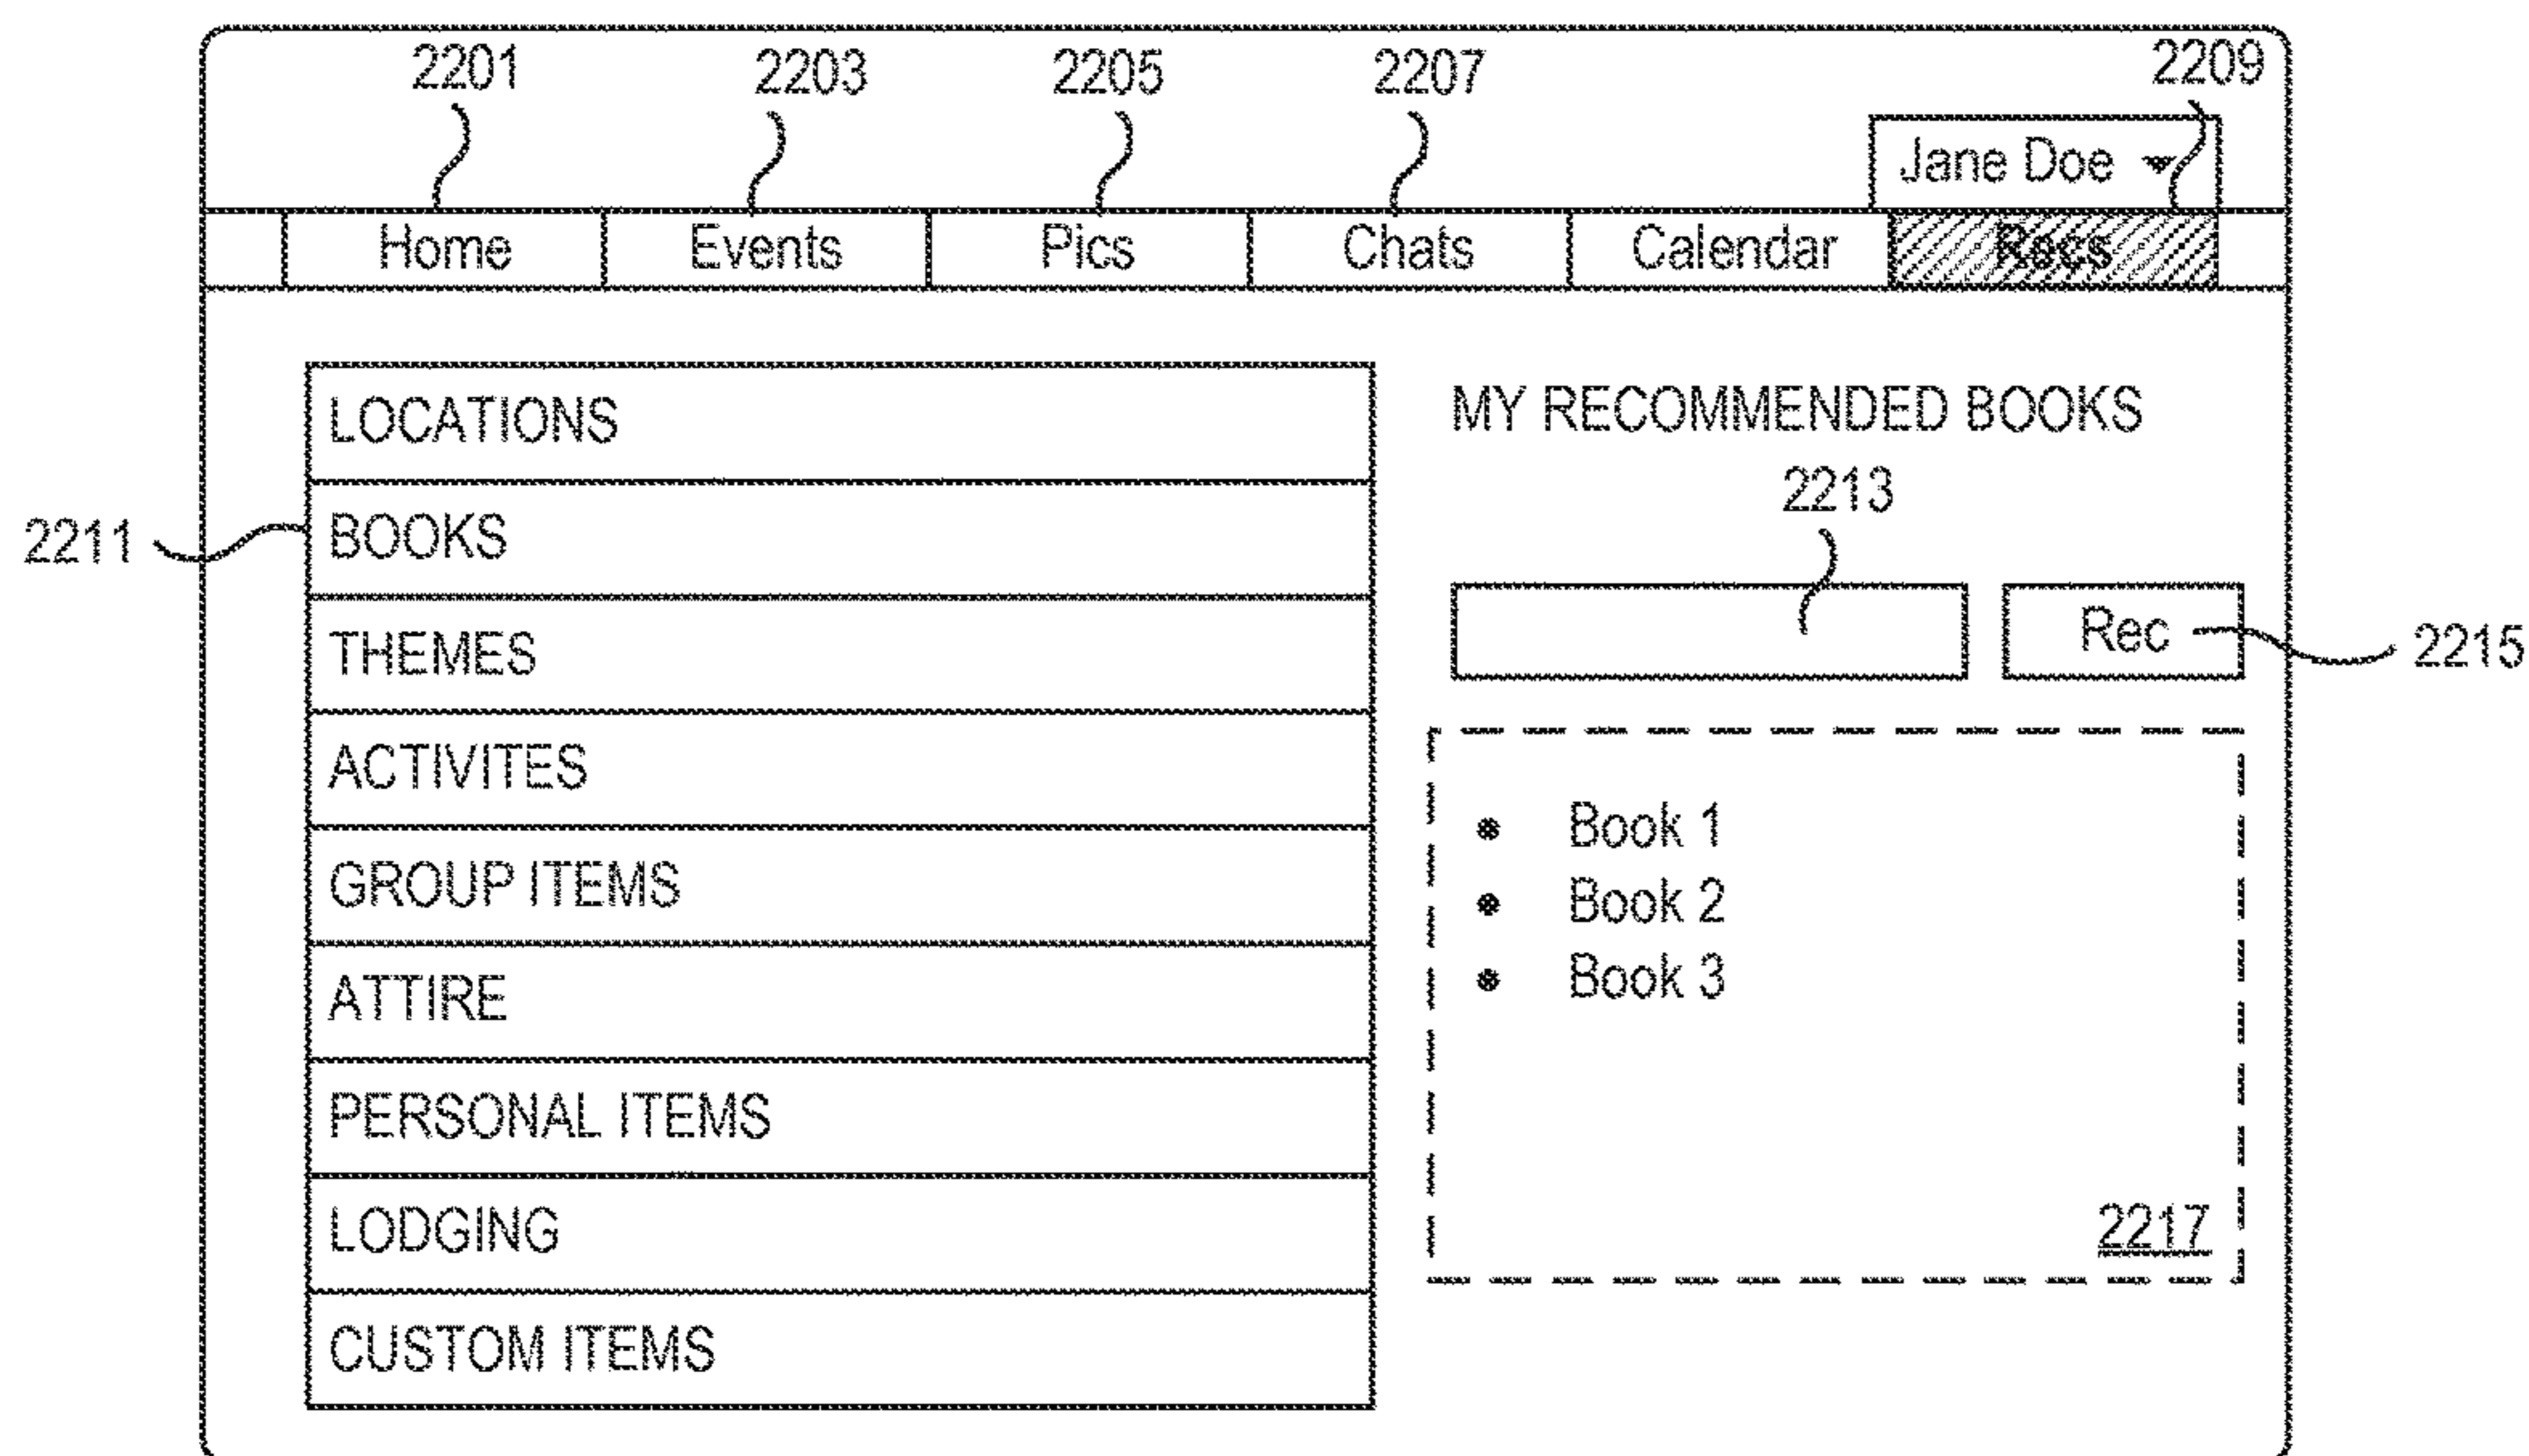 2201 2203 2205 2207 2209
Jane Doe
Home Events Pics Chats Calendar Recs
LOCATIONS
2211 BOOKS
THEMES
ACTIVITES
GROUP ITEMS
ATTIRE
PERSONAL ITEMS
LODGING
CUSTOM ITEMS
MY RECOMMENDED BOOKS
2213
Rec 2215
• Book 1
• Book 2
• Book 3
2217